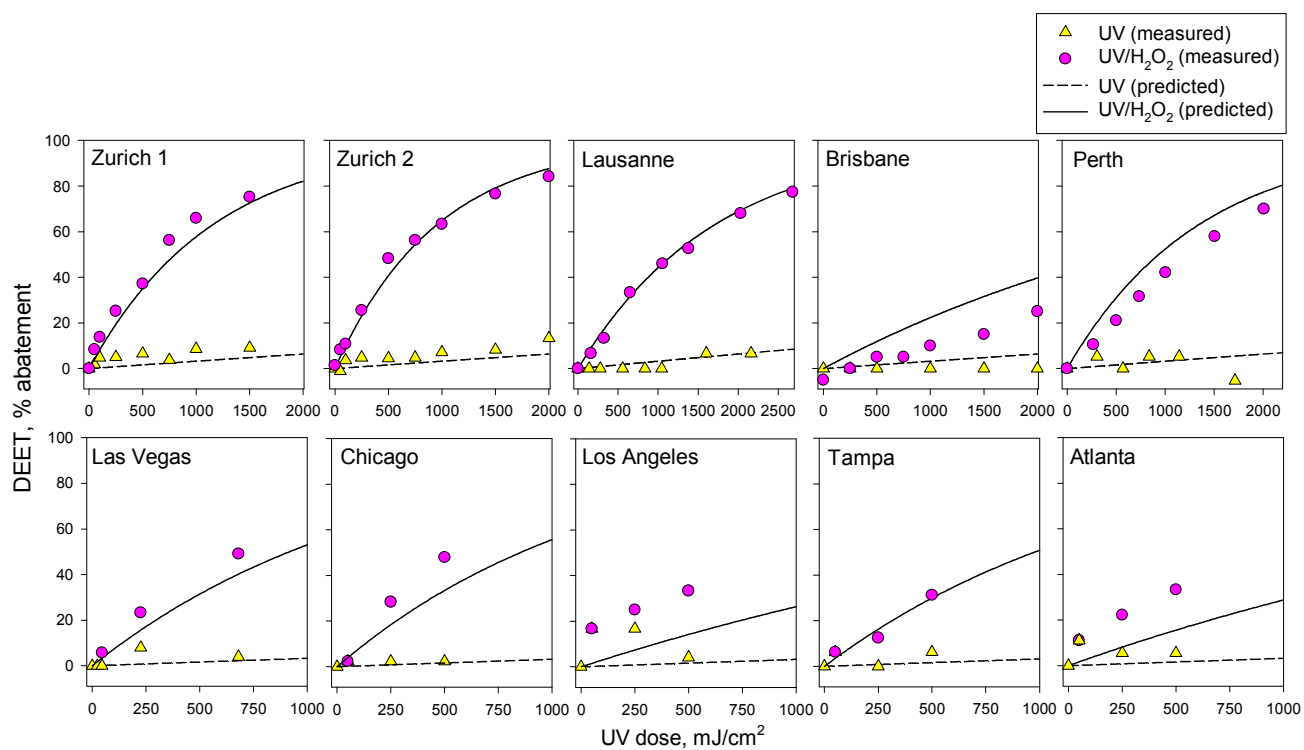 UV (measured)
UV/H₂O₂ (measured)
UV (predicted)
UV/H₂O₂ (predicted)
DEET, % abatement
100
80
60
40
20
0
Zurich 1
0 500 1000 1500 2000
Zurich 2
0 500 1000 1500 2000
Lausanne
0 500 1000 1500 2000 2500
Brisbane
0 500 1000 1500 2000
Perth
0 500 1000 1500 2000
100
80
60
40
20
0
Las Vegas
0 250 500 750 1000
Chicago
0 250 500 750 1000
Los Angeles
0 250 500 750 1000
Tampa
0 250 500 750 1000
Atlanta
0 250 500 750 1000
UV dose, mJ/cm²